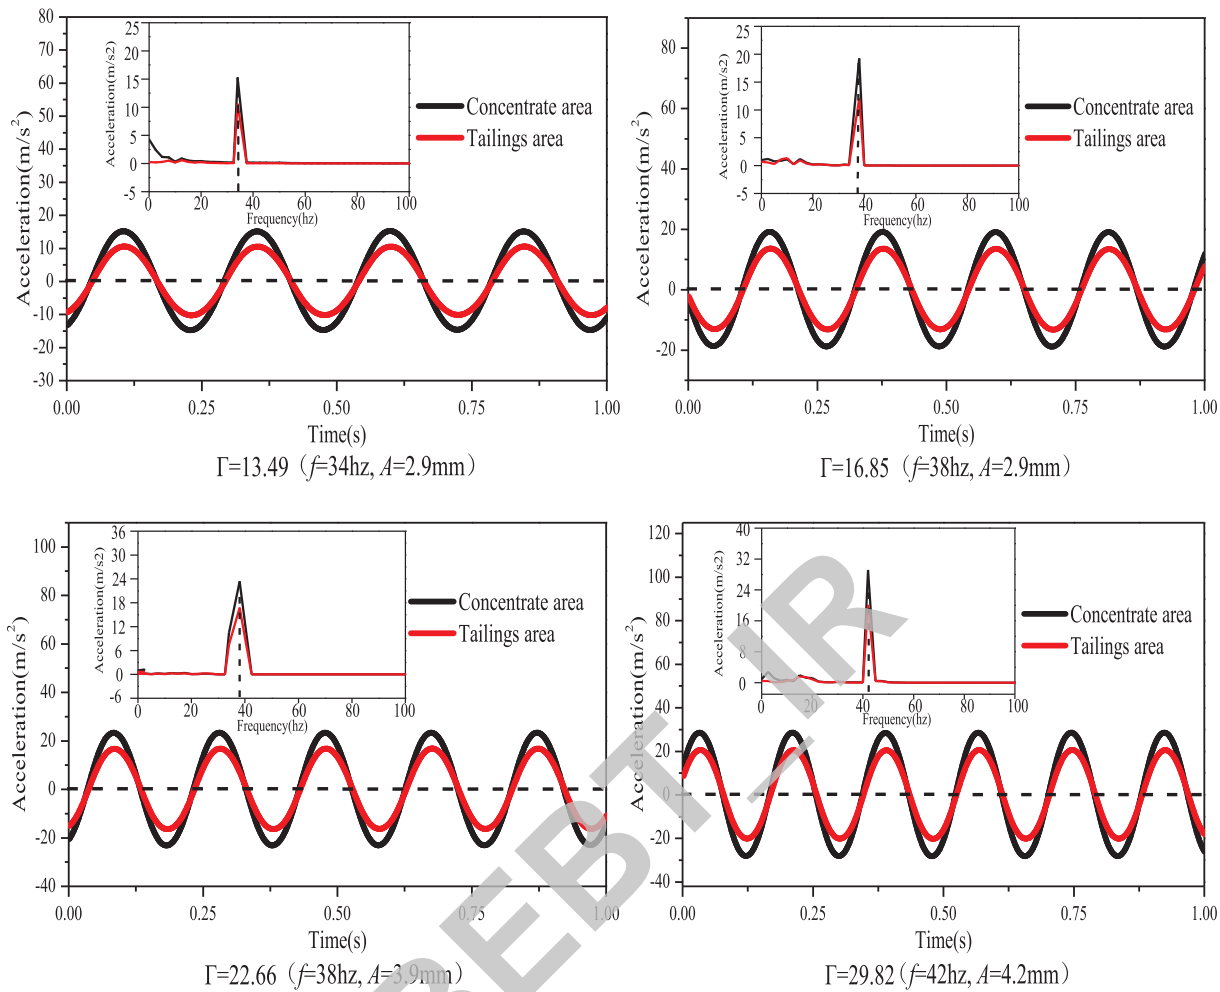 80
70
60
50
40
30
20
10
0
-10
-20
-30
Acceleration(m/s²)
0.00 0.25 0.50 0.75 1.00
Time(s)
25
20
15
10
5
0
-5
Acceleration(m/s2)
0 20 40 60 80 100
Frequency(hz)
Concentrate area
Tailings area
Γ=13.49（f=34hz, A=2.9mm）
80
60
40
20
0
-20
Acceleration(m/s²)
0.00 0.25 0.50 0.75 1.00
Time(s)
25
20
15
10
5
0
-5
Acceleration(m/s2)
0 20 40 60 80 100
Frequency(hz)
Concentrate area
Tailings area
Γ=16.85（f=38hz, A=2.9mm）
100
80
60
40
20
0
-20
-40
Acceleration(m/s²)
0.00 0.25 0.50 0.75 1.00
Time(s)
36
30
24
18
12
6
0
-6
Acceleration(m/s2)
0 20 40 60 80 100
Frequency(hz)
Concentrate area
Tailings area
Γ=22.66（f=38hz, A=3.9mm）
120
100
80
60
40
20
0
-20
-40
Acceleration(m/s²)
0.00 0.25 0.50 0.75 1.00
Time(s)
40
30
20
10
0
Acceleration(m/s2)
0 20 40 60 80 100
Frequency(hz)
Concentrate area
Tailings area
Γ=29.82（f=42hz, A=4.2mm）